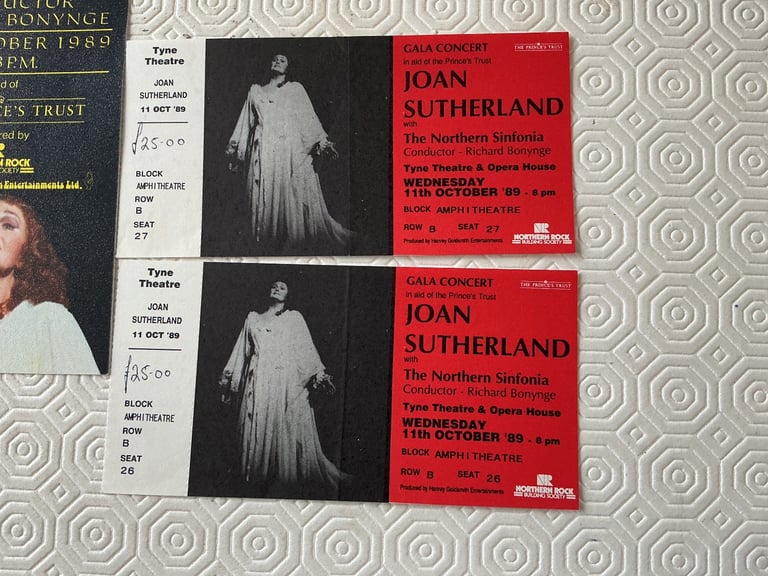 UCTOR
BONYNGE
OBER 1989
P.M.
d of
CE'S TRUST
red by
N ROCK
Entertainments Ltd.
Tyne
Theatre
JOAN
SUTHERLAND
11 OCT '89
£25-00
BLOCK
AMPHITHEATRE
ROW
B
SEAT
27
GALA CONCERT
THE PRINCE'S TRUST
in aid of the Prince's Trust
JOAN
SUTHERLAND
with
The Northern Sinfonia
Conductor - Richard Bonynge
Tyne Theatre & Opera House
WEDNESDAY
11th OCTOBER '89 - 8 pm
BLOCK AMPHITHEATRE
ROW B SEAT 27
NR
NORTHERN ROCK
BUILDING SOCIETY
Produced by Harvey Goldsmith Entertainments
Tyne
Theatre
JOAN
SUTHERLAND
11 OCT '89
£25-00
BLOCK
AMPHITHEATRE
ROW
B
SEAT
26
GALA CONCERT
THE PRINCE'S TRUST
in aid of the Prince's Trust
JOAN
SUTHERLAND
with
The Northern Sinfonia
Conductor - Richard Bonynge
Tyne Theatre & Opera House
WEDNESDAY
11th OCTOBER '89 - 8 pm
BLOCK AMPHITHEATRE
ROW B SEAT 26
NR
NORTHERN ROCK
BUILDING SOCIETY
Produced by Harvey Goldsmith Entertainments